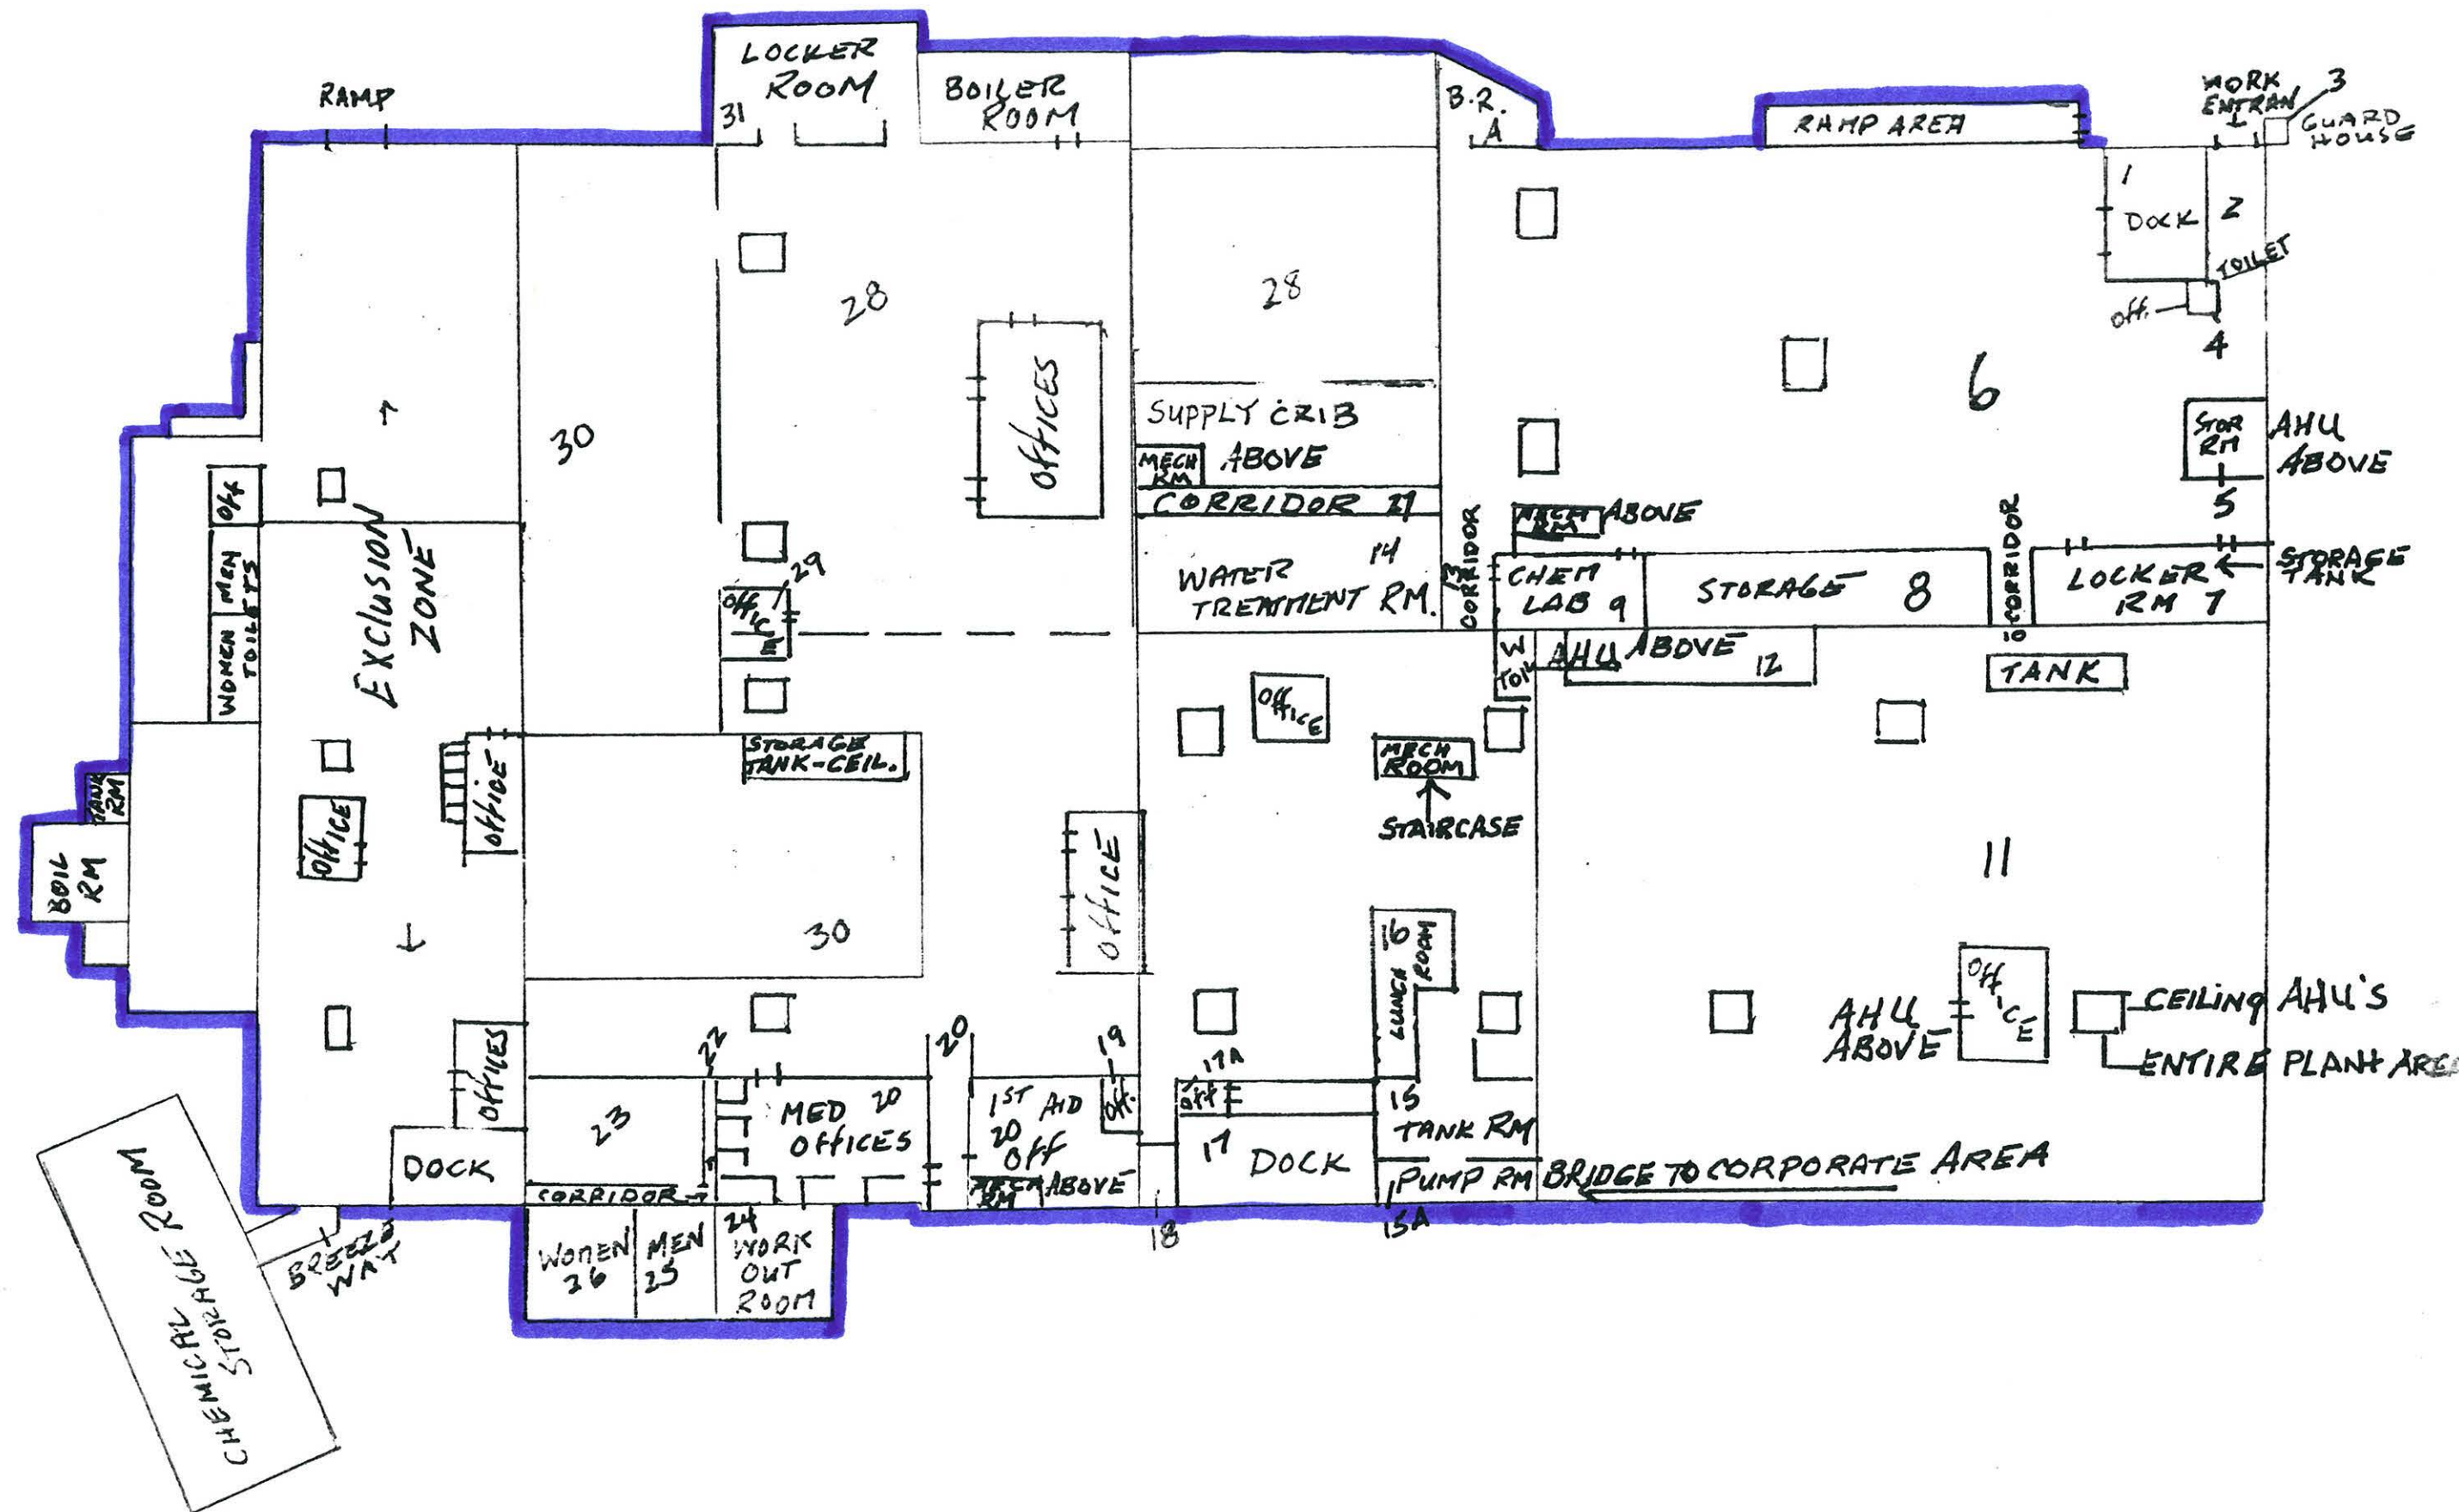 LOCKER
ROOM
31
BOILER
ROOM
B.R.
A
RAMP
RAMP AREA
WORK
ENTRAN
3
GUARD
HOUSE
1
DOCK
2
TOILET
Off.
4
28
28
6
30
OFFICES
SUPPLY CRIB
MECH
RM
ABOVE
CORRIDOR 27
STOR
RM
AHU
ABOVE
5
Off
MEN
WOMEN
TOILETS
EXCLUSION
ZONE
29
OFFICE
WATER
TREATMENT RM.
14
13
CORRIDOR
MECH
RM
ABOVE
CHEM
LAB 9
STORAGE 8
CORRIDOR
10
LOCKER
RM 7
STORAGE
TANK
W
TOIL
AHU ABOVE 12
TANK
OFFICE
MECH
ROOM
STAIRCASE
STORAGE
TANK-CEIL.
OFFICE
OFFICE
TANK
RM
BOIL
RM
OFFICE
11
30
16
LUNCH
ROOM
OFFICE
AHU
ABOVE
CEILING AHU'S
ENTIRE PLANT AREA
OFFICES
22
20
19
17A
23
MED 20
OFFICES
1ST AID
20
Off
Off.
MECH
RM
ABOVE
Off
17
DOCK
15
TANK RM
PUMP RM
BRIDGE TO CORPORATE AREA
DOCK
CORRIDOR
18
15A
WOMEN
26
MEN
25
24
WORK
OUT
ROOM
BREEZE
WAY
CHEMICAL
STORAGE ROOM